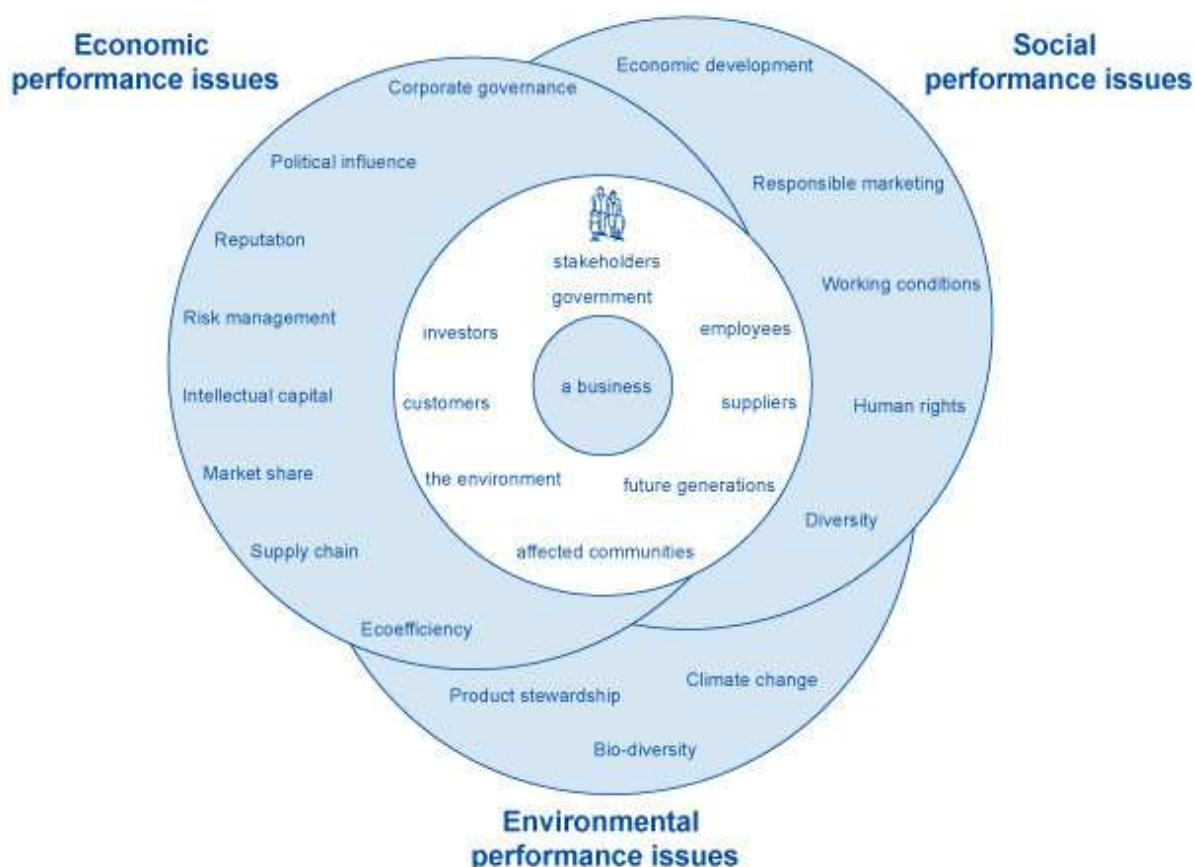 Economic
performance issues
Social
performance issues
Economic development
Corporate governance
Political influence
Responsible marketing
Reputation
stakeholders
Working conditions
government
Risk management
investors
employees
a business
Intellectual capital
customers
suppliers
Human rights
Market share
the environment
future generations
Diversity
Supply chain
affected communities
Ecoefficiency
Climate change
Product stewardship
Bio-diversity
Environmental
performance issues